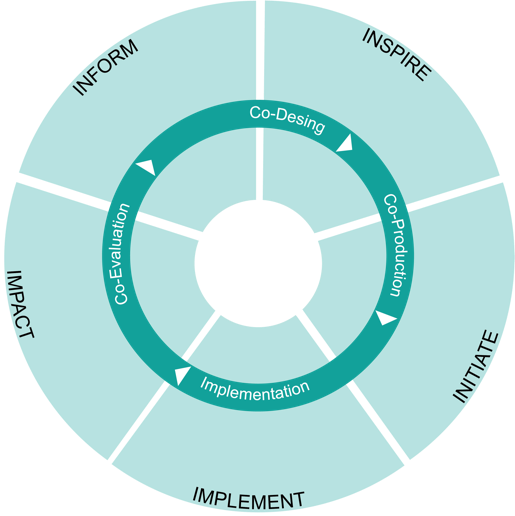 INFORM
INSPIRE
Co-Desing
Co-Production
Co-Evaluation
IMPACT
INITIATE
Implementation
IMPLEMENT